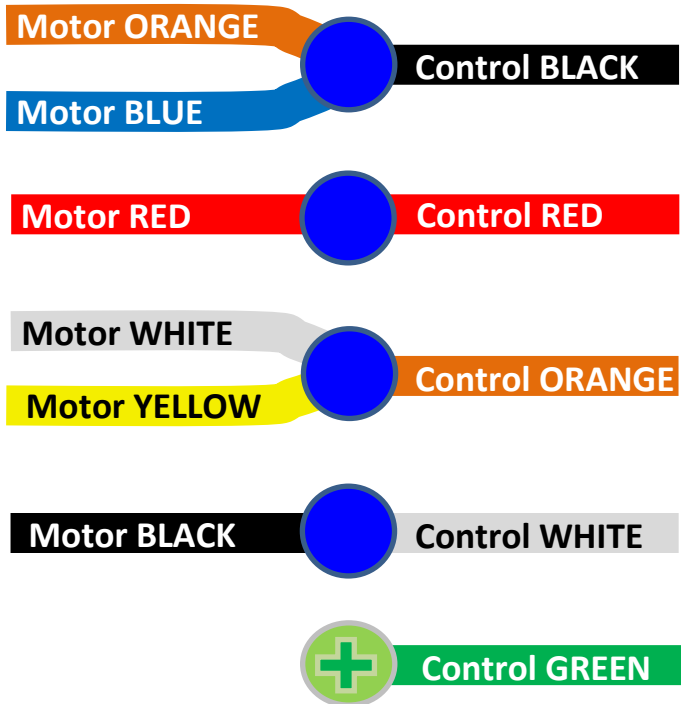 Motor ORANGE
Control BLACK
Motor BLUE
Motor RED
Control RED
Motor WHITE
Control ORANGE
Motor YELLOW
Motor BLACK
Control WHITE
Control GREEN